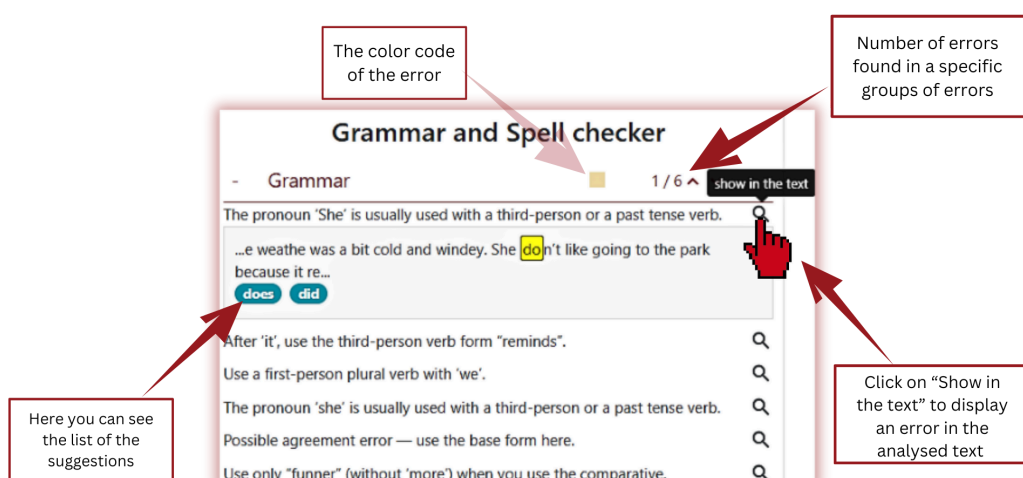 The color code
of the error
Number of errors
found in a specific
groups of errors
Grammar and Spell checker
- Grammar 1 / 6
show in the text
The pronoun 'She' is usually used with a third-person or a past tense verb.
...e weathe was a bit cold and windey. She don't like going to the park
because it re...
does did
After 'it', use the third-person verb form "reminds".
Use a first-person plural verb with 'we'.
The pronoun 'she' is usually used with a third-person or a past tense verb.
Possible agreement error — use the base form here.
Use only "funner" (without 'more') when you use the comparative.
Here you can see
the list of the
suggestions
Click on “Show in
the text” to display
an error in the
analysed text